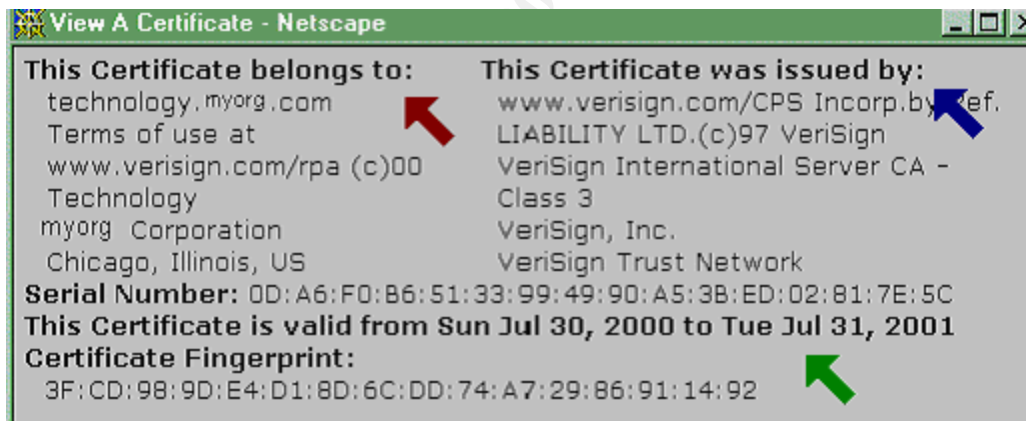 View A Certificate - Netscape
This Certificate belongs to:
technology.myorg.com
Terms of use at
www.verisign.com/rpa (c)00
Technology
myorg Corporation
Chicago, Illinois, US
This Certificate was issued by:
www.verisign.com/CPS Incorp.by Ref.
LIABILITY LTD.(c)97 VeriSign
VeriSign International Server CA -
Class 3
VeriSign, Inc.
VeriSign Trust Network
Serial Number: 0D:A6:F0:B6:51:33:99:49:90:A5:3B:ED:02:81:7E:5C
This Certificate is valid from Sun Jul 30, 2000 to Tue Jul 31, 2001
Certificate Fingerprint:
3F:CD:98:9D:E4:D1:8D:6C:DD:74:A7:29:86:91:14:92